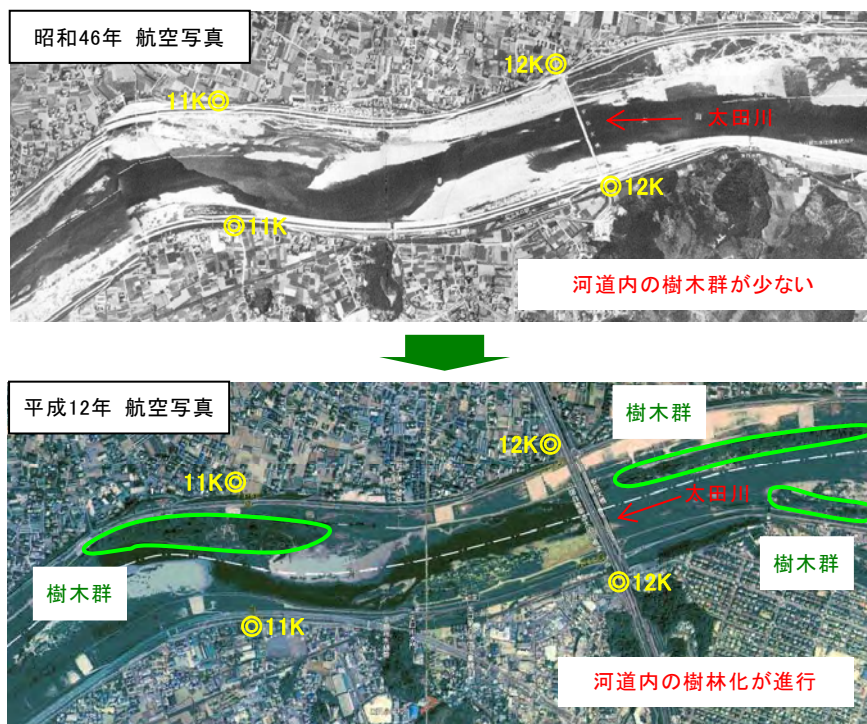 昭和46年 航空写真
12K◎
11K◎
太田川
◎12K
◎11K
河道内の樹木群が少ない
平成12年 航空写真
樹木群
12K◎
11K◎
太田川
樹木群
樹木群
◎12K
◎11K
河道内の樹林化が進行